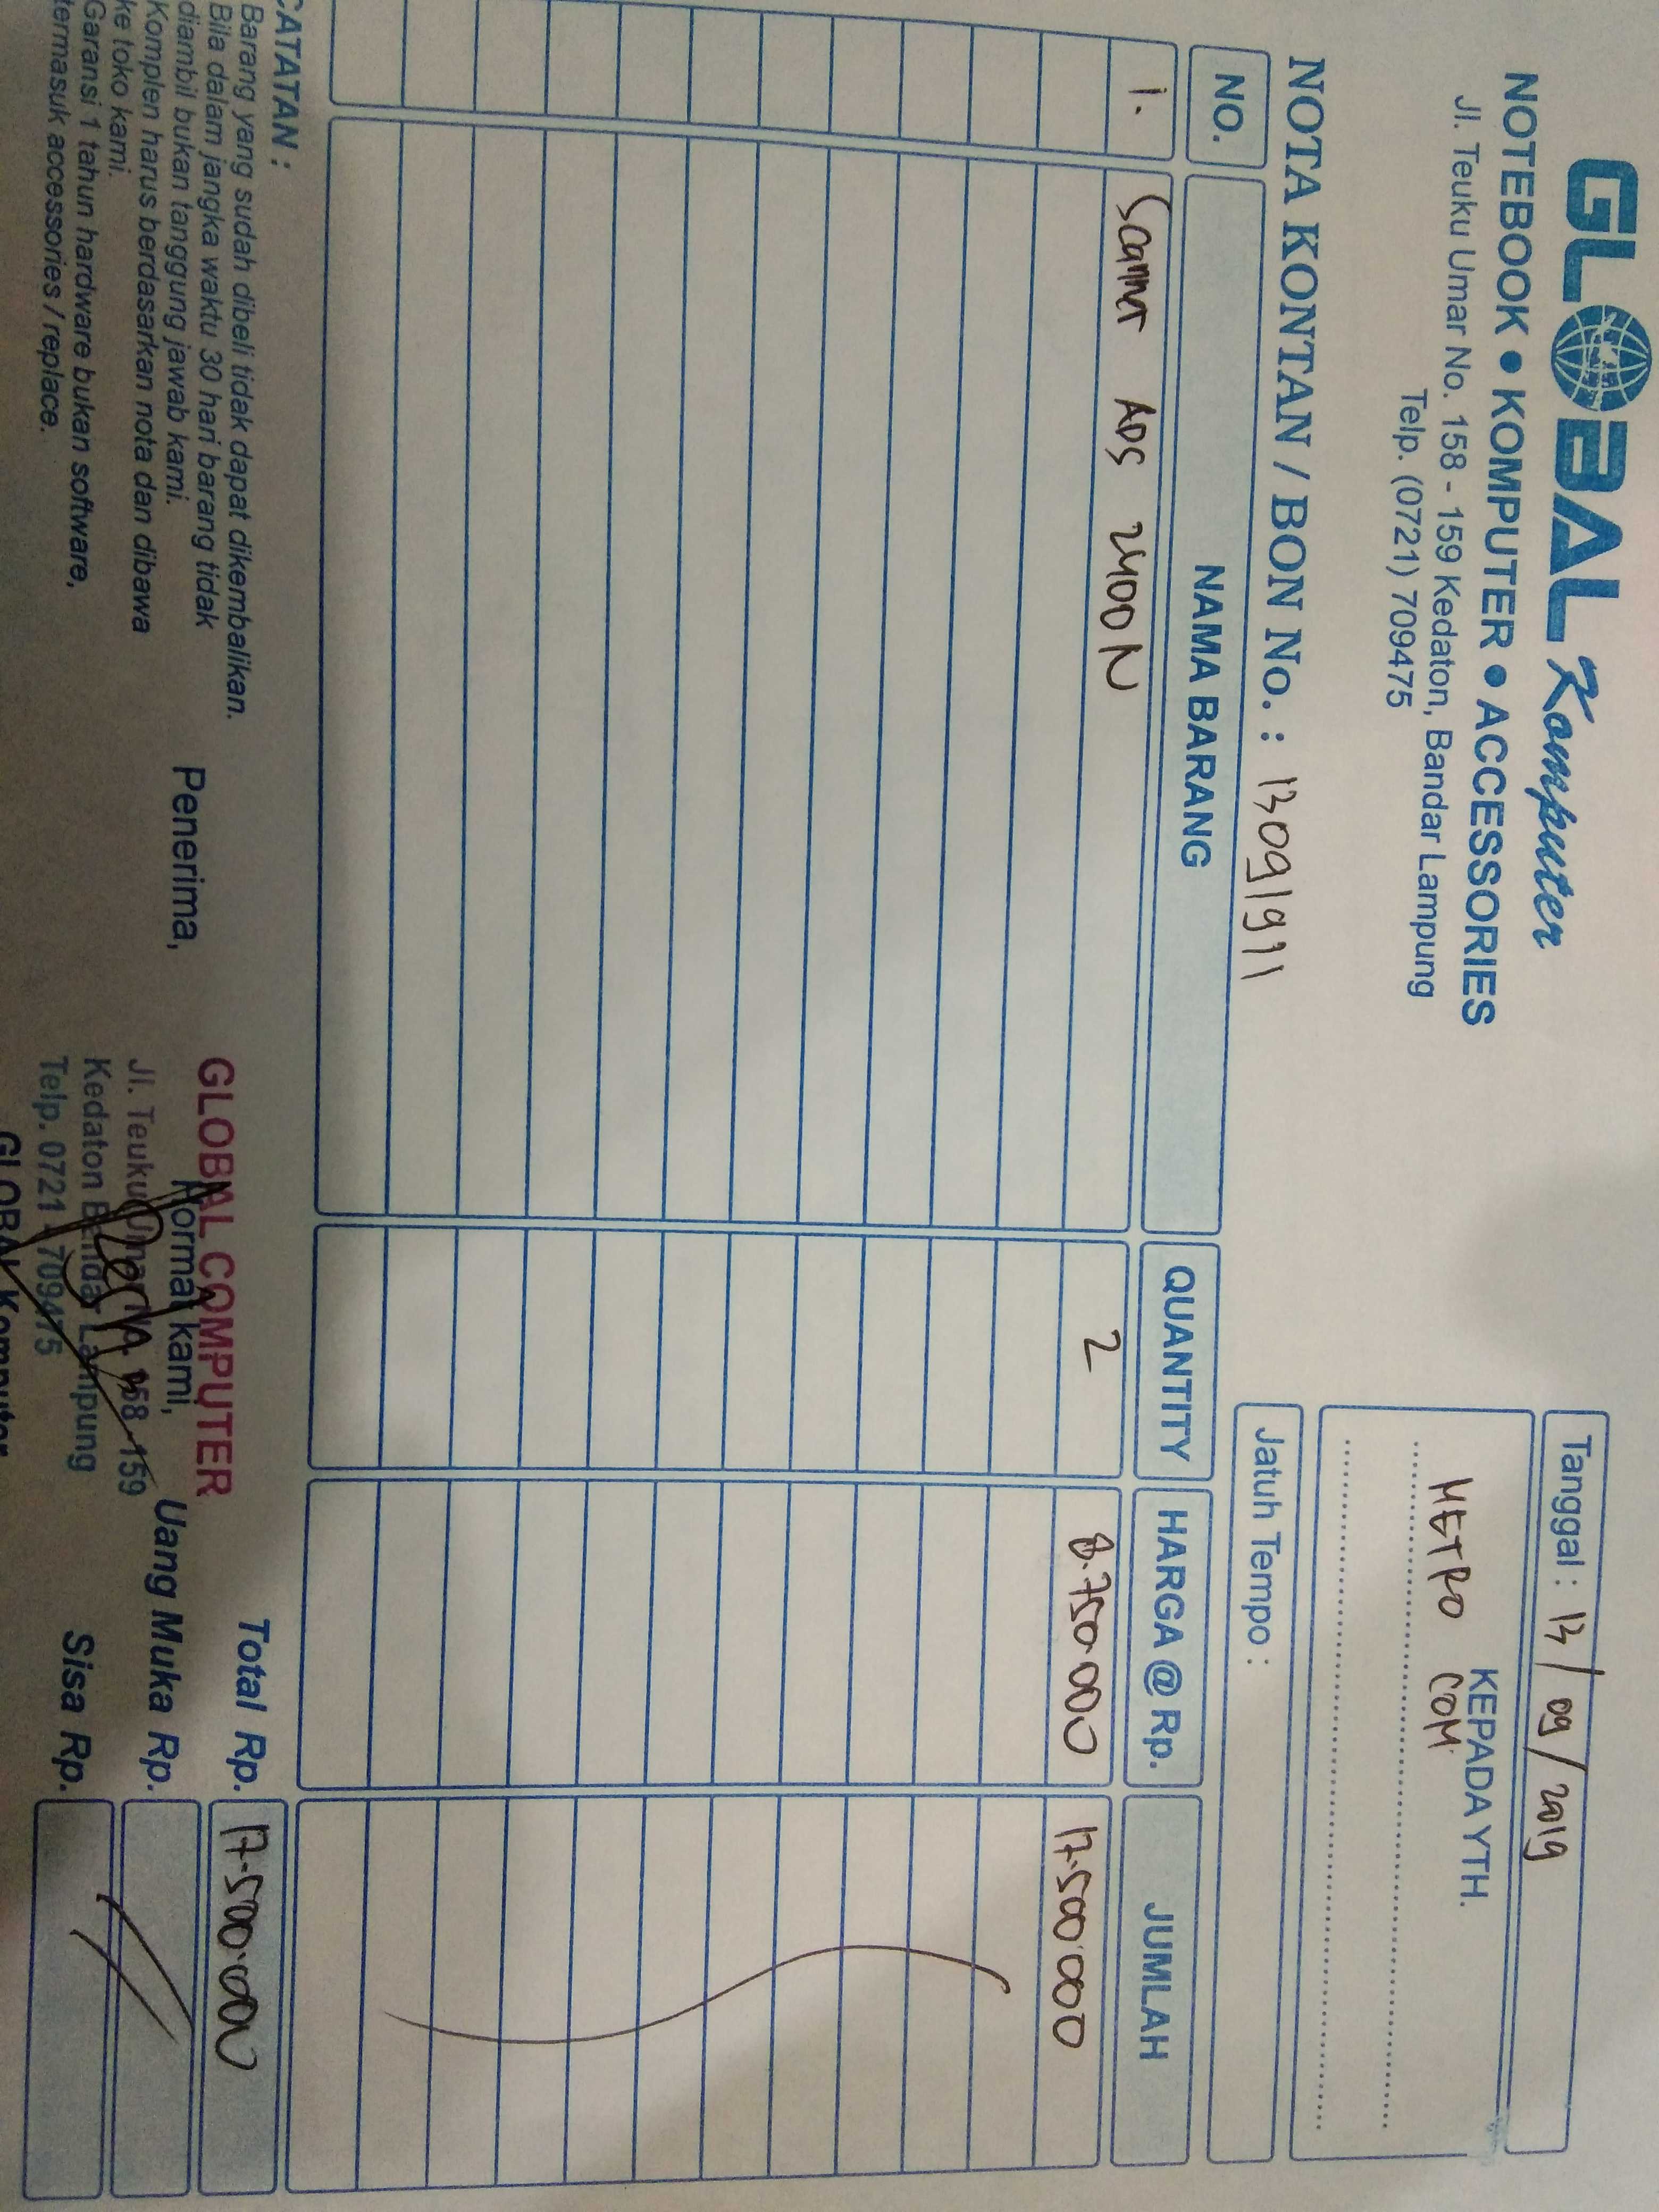 GLOBAL Komputer
NOTEBOOK • KOMPUTER • ACCESSORIES
Jl. Teuku Umar No. 158 - 159 Kedaton, Bandar Lampung
Telp. (0721) 709475
Tanggal : 13/09/2019
KEPADA YTH.
METRO COM.
NOTA KONTAN / BON No. : 13091911
Jatuh Tempo :
NO. NAMA BARANG QUANTITY HARGA @ Rp. JUMLAH
1. Scanner ADS 2400 N 2 8.750.000 17.500.000
CATATAN :
Barang yang sudah dibeli tidak dapat dikembalikan.
Bila dalam jangka waktu 30 hari barang tidak
diambil bukan tanggung jawab kami.
Komplen harus berdasarkan nota dan dibawa
ke toko kami.
Garansi 1 tahun hardware bukan software,
termasuk accessories / replace.
Penerima,
Hormat kami,
GLOBAL COMPUTER
Jl. Teuku Umar No. 158 - 159
Kedaton Bandar Lampung
Telp. 0721 - 709475
GLOBAL Komputer
Total Rp. 17.500.000
Uang Muka Rp.
Sisa Rp.